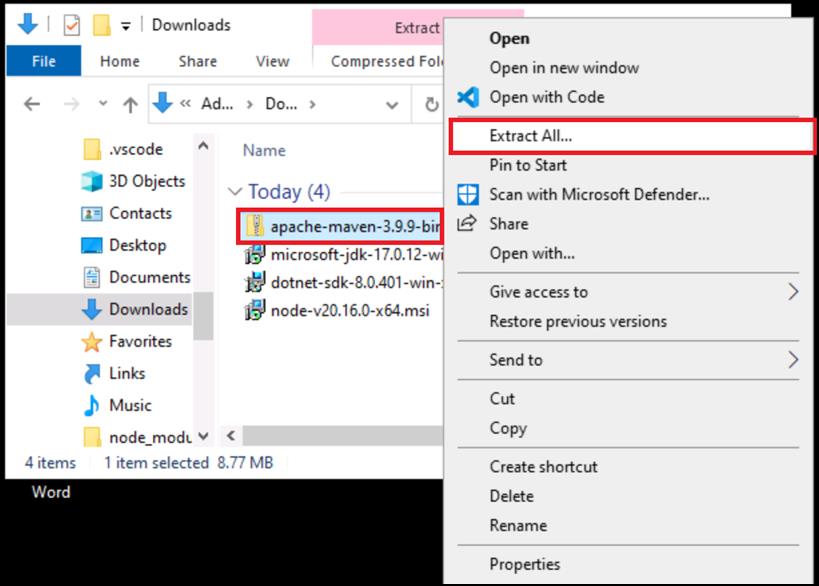 Downloads
Extract
File
Home
Share
View
Compressed Fol
« Ad... > Do... >
.vscode
3D Objects
Contacts
Desktop
Documents
Downloads
Favorites
Links
Music
node_modu
Name
Today (4)
apache-maven-3.9.9-bin
microsoft-jdk-17.0.12-wi
dotnet-sdk-8.0.401-win-
node-v20.16.0-x64.msi
4 items
1 item selected 8.77 MB
Word
Open
Open in new window
Open with Code
Extract All...
Pin to Start
Scan with Microsoft Defender...
Share
Open with...
Give access to
Restore previous versions
Send to
Cut
Copy
Create shortcut
Delete
Rename
Properties